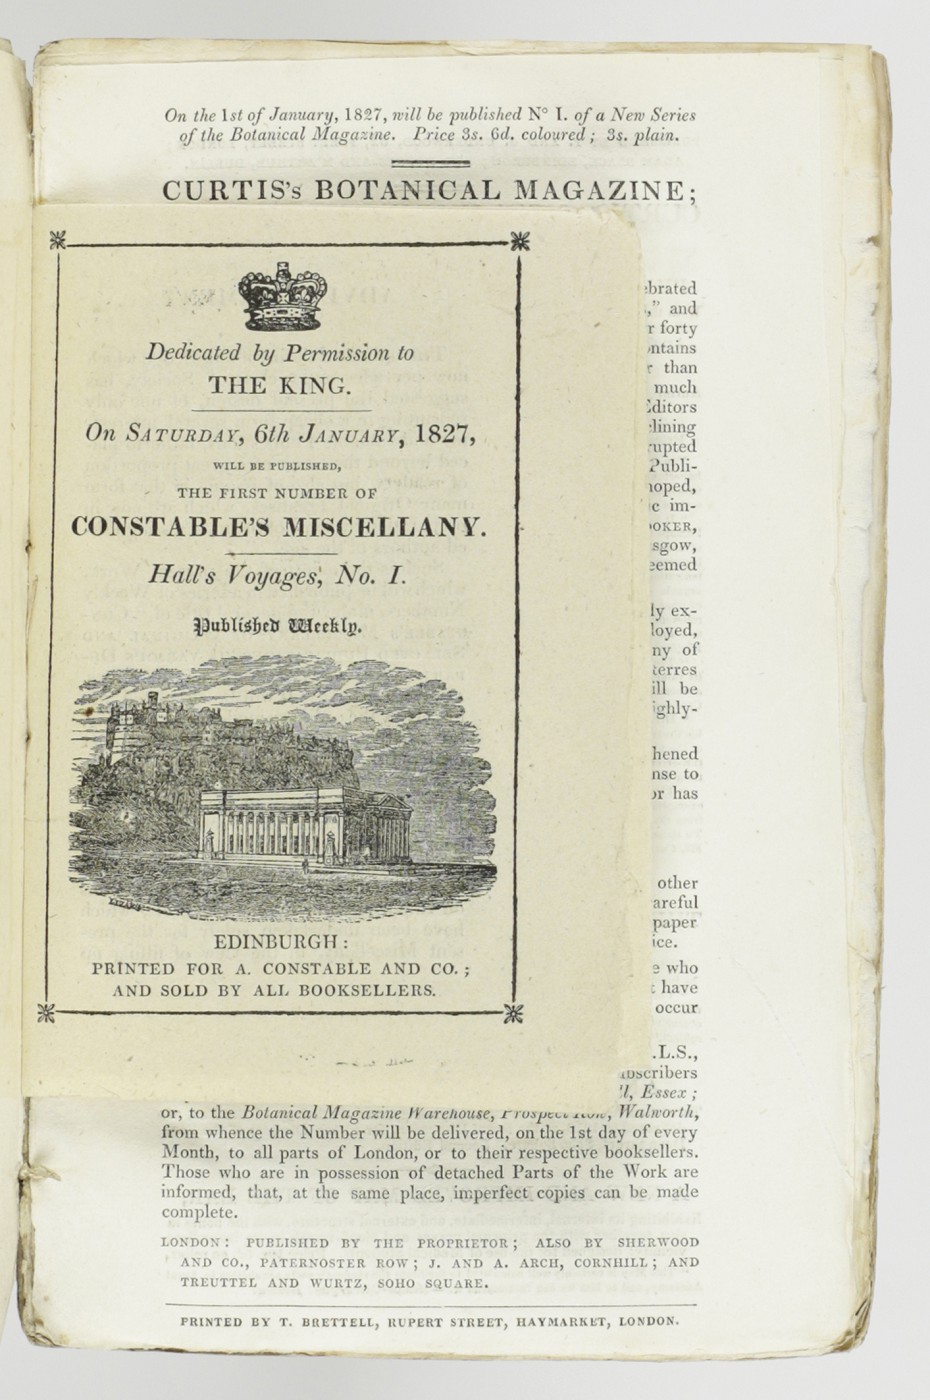 On the 1st of January, 1827, will be published N° I. of a New Series
of the Botanical Magazine. Price 3s. 6d. coloured; 3s. plain.
CURTIS's BOTANICAL MAGAZINE;
Dedicated by Permission to
THE KING.
On SATURDAY, 6th JANUARY, 1827,
WILL BE PUBLISHED,
THE FIRST NUMBER OF
CONSTABLE'S MISCELLANY.
Hall's Voyages, No. I.
Published Weekly.
EDINBURGH:
PRINTED FOR A. CONSTABLE AND CO.;
AND SOLD BY ALL BOOKSELLERS.
brated
," and
forty
ntains
than
much
Editors
lining
rupted
Publi-
hoped,
c im-
OOKER,
sgow,
eemed
ly ex-
loyed,
ny of
terres
ill be
ighly-
hened
nse to
or has
other
areful
paper
ice.
who
have
occur
.L.S.,
bscribers
Essex;
or, to the Botanical Magazine Warehouse, Prospect Row, Walworth,
from whence the Number will be delivered, on the 1st day of every
Month, to all parts of London, or to their respective booksellers.
Those who are in possession of detached Parts of the Work are
informed, that, at the same place, imperfect copies can be made
complete.
LONDON: PUBLISHED BY THE PROPRIETOR; ALSO BY SHERWOOD
AND CO., PATERNOSTER ROW; J. AND A. ARCH, CORNHILL; AND
TREUTTEL AND WURTZ, SOHO SQUARE.
PRINTED BY T. BRETTELL, RUPERT STREET, HAYMARKET, LONDON.